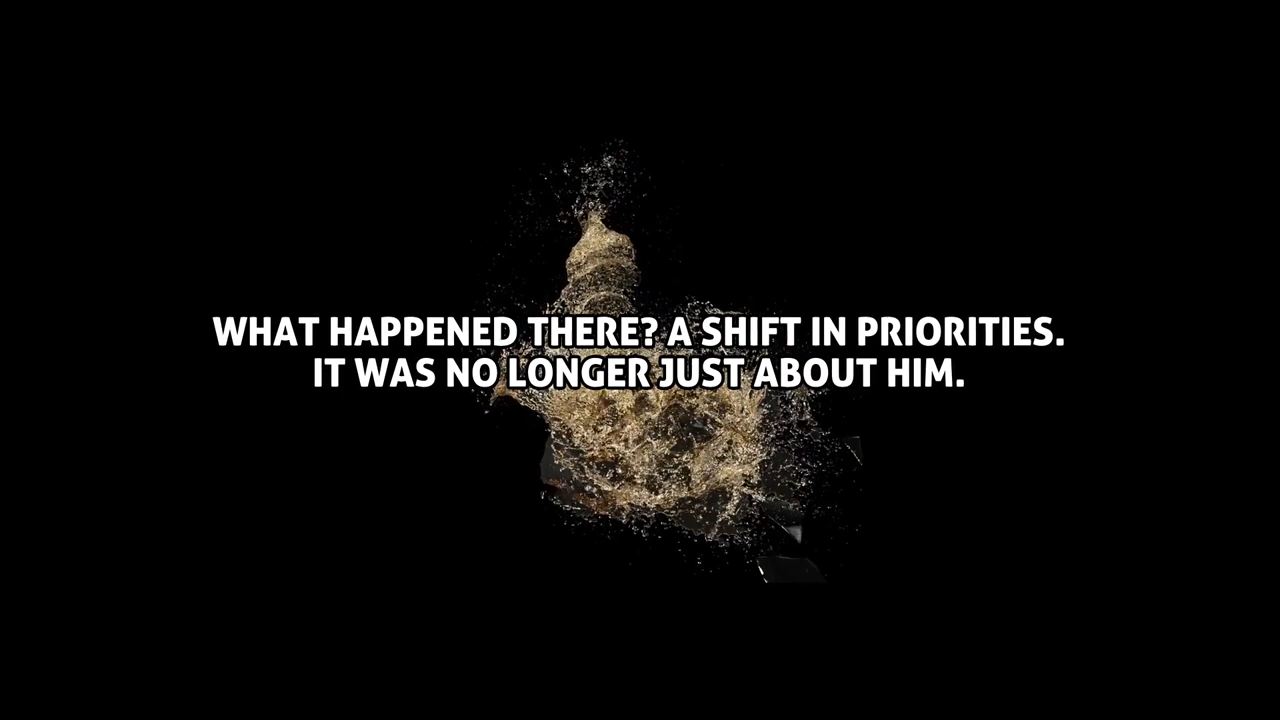 WHAT HAPPENED THERE? A SHIFT IN PRIORITIES.
IT WAS NO LONGER JUST ABOUT HIM.